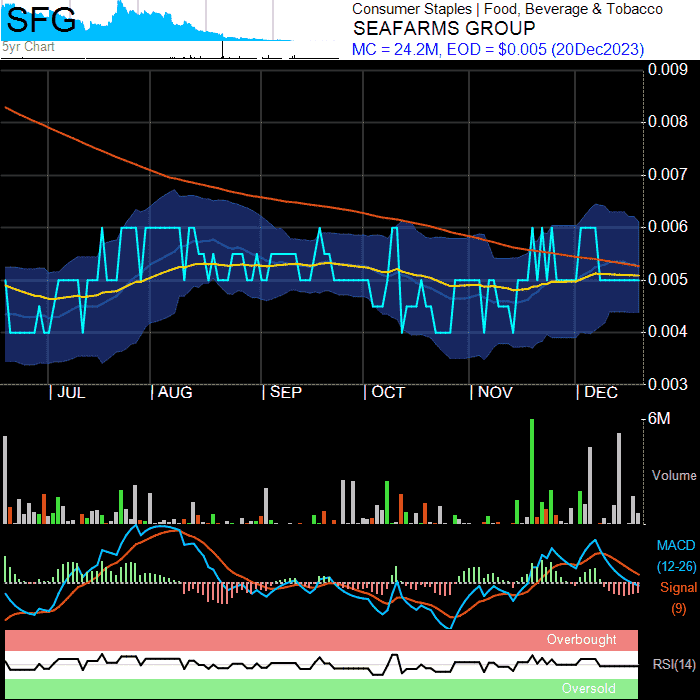 SFG
5yr Chart
Consumer Staples | Food, Beverage & Tobacco
SEAFARMS GROUP
MC = 24.2M, EOD = $0.005 (20Dec2023)
0.009
0.008
0.007
0.006
0.005
0.004
0.003
| JUL | AUG | SEP | OCT | NOV | DEC
6M
Volume
MACD
(12-26)
Signal
(9)
Overbought
RSI(14)
Oversold